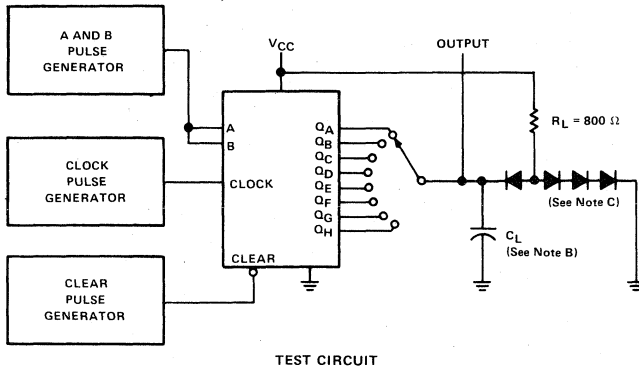 A AND B
PULSE
GENERATOR
VCC
OUTPUT
RL = 800 Ω
A
B
CLOCK
CLEAR
QA
QB
QC
QD
QE
QF
QG
QH
CLOCK
PULSE
GENERATOR
(See Note C)
CL
(See Note B)
CLEAR
PULSE
GENERATOR
TEST CIRCUIT